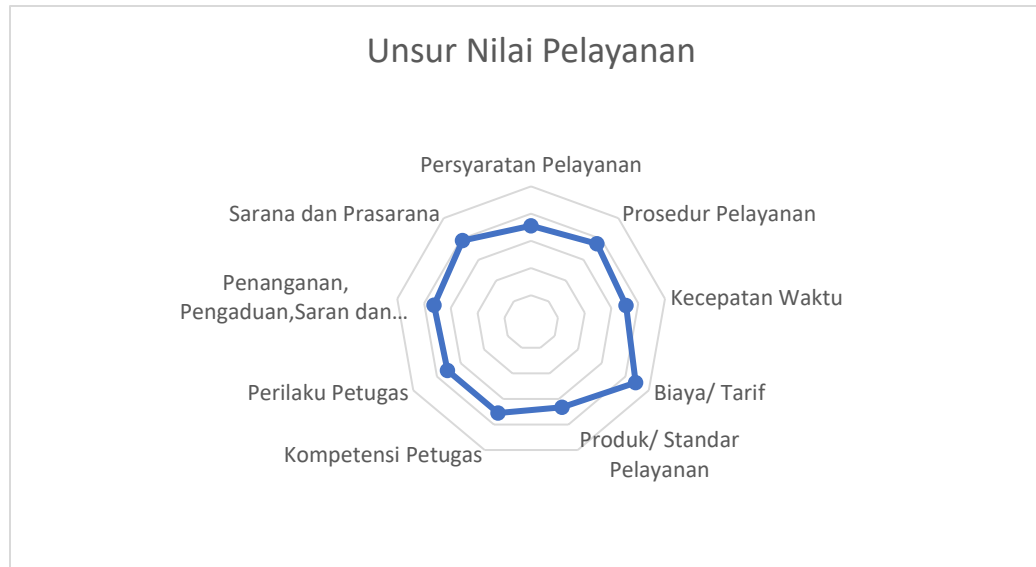 Unsur Nilai Pelayanan
Persyaratan Pelayanan
Prosedur Pelayanan
Kecepatan Waktu
Biaya/ Tarif
Produk/ Standar
Pelayanan
Kompetensi Petugas
Perilaku Petugas
Penanganan,
Pengaduan,Saran dan...
Sarana dan Prasarana